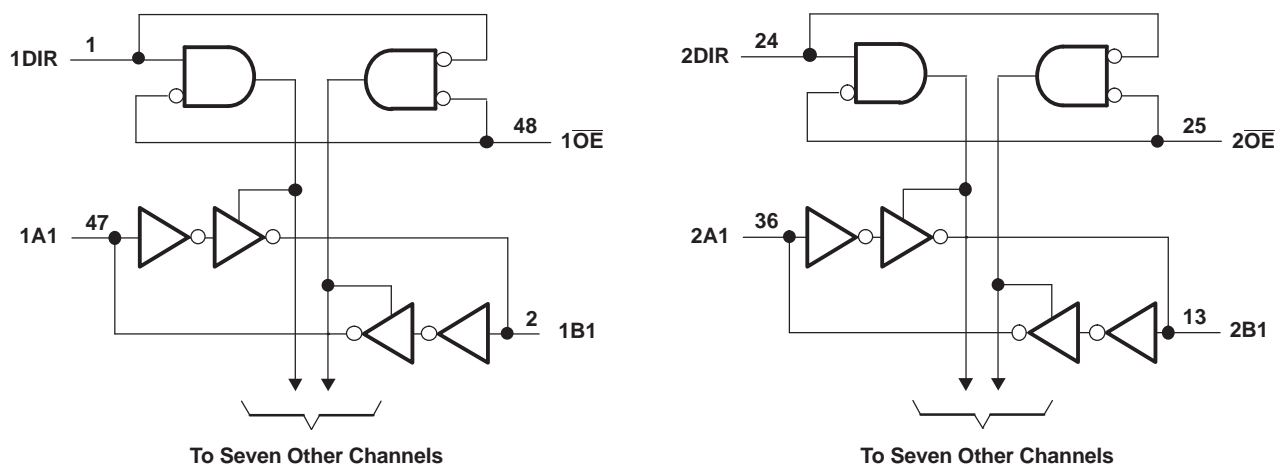 1DIR
1
48
1OE
47
1A1
2
1B1
To Seven Other Channels
2DIR
24
25
2OE
36
2A1
13
2B1
To Seven Other Channels